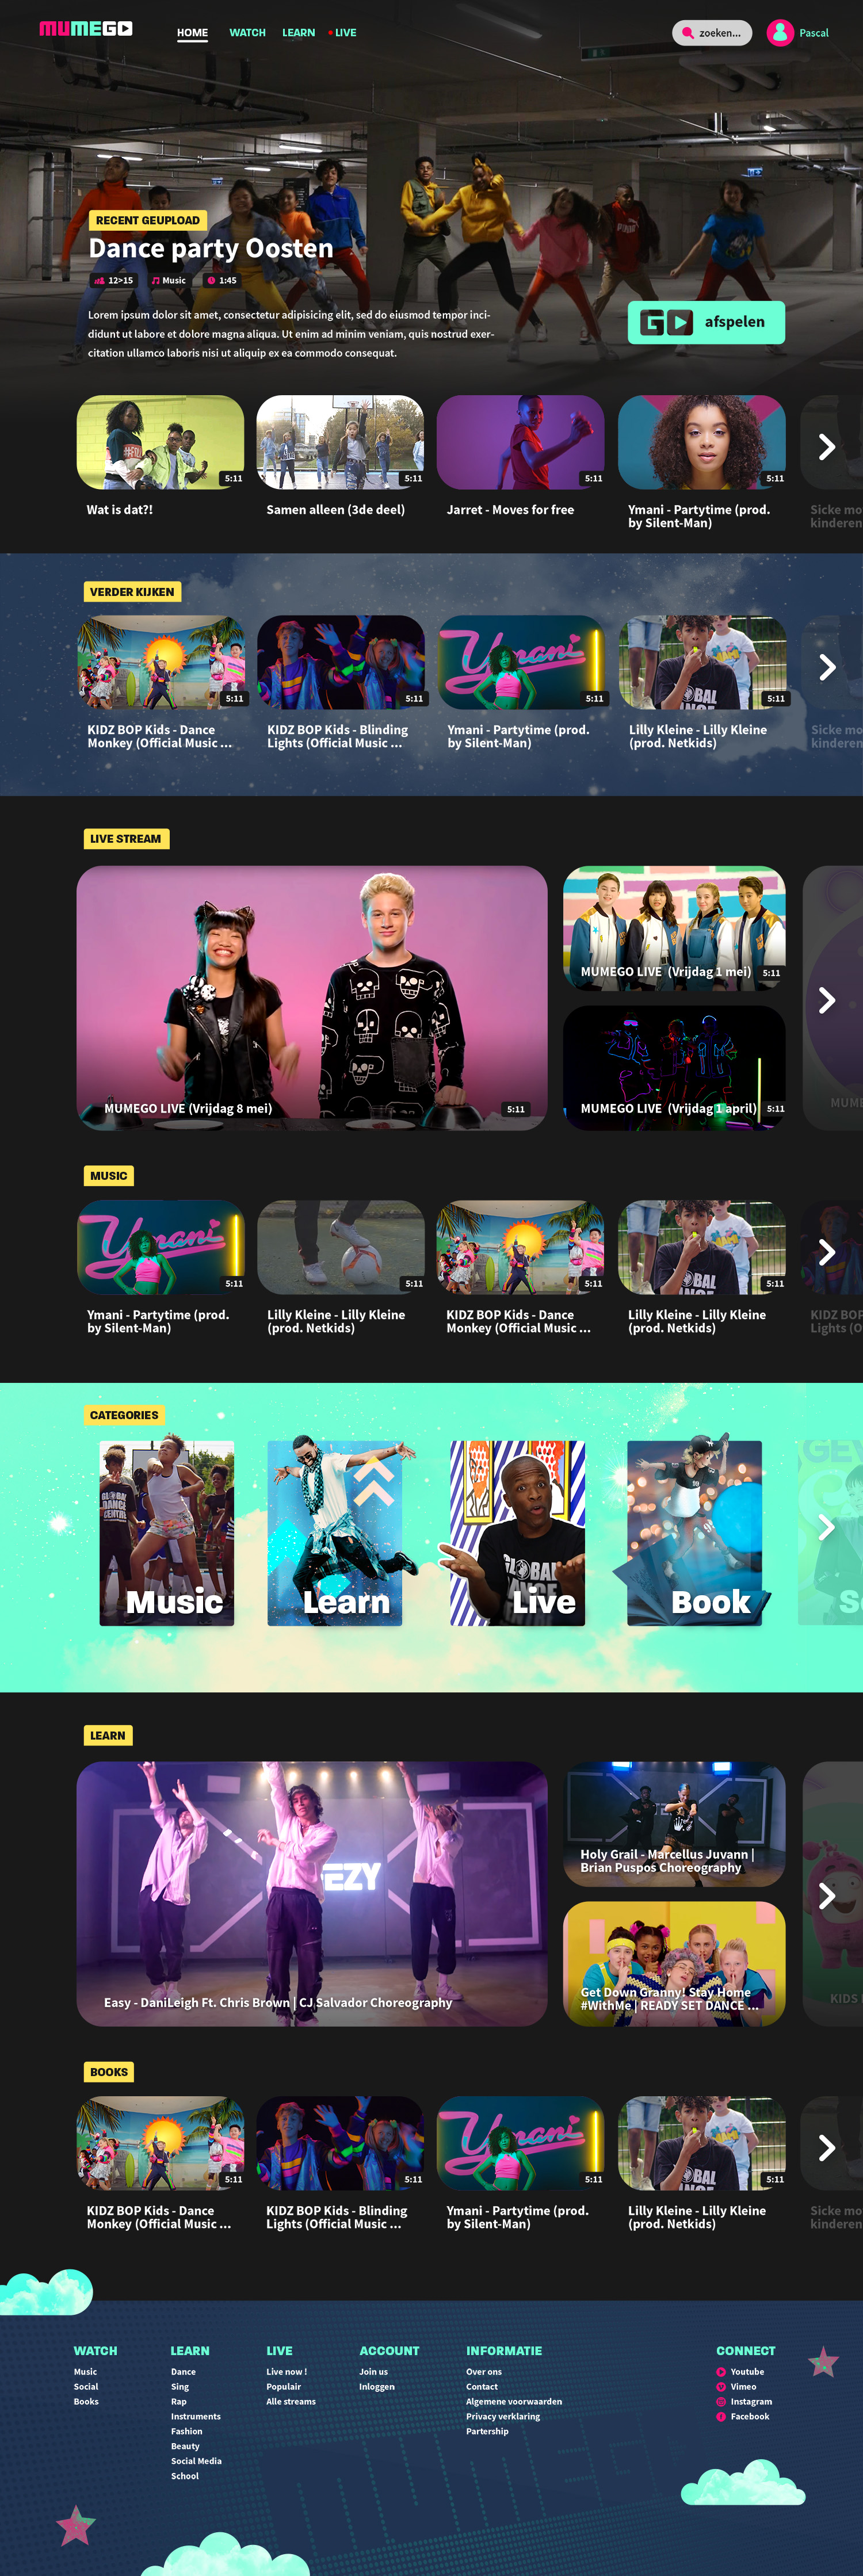 MUMEGO
HOME WATCH LEARN LIVE
zoeken...
Pascal
RECENT GEUPLOAD
Dance party Oosten
12>15 Music 1:45
Lorem ipsum dolor sit amet, consectetur adipisicing elit, sed do eiusmod tempor inci-
didunt ut labore et dolore magna aliqua. Ut enim ad minim veniam, quis nostrud exer-
citation ullamco laboris nisi ut aliquip ex ea commodo consequat.
GO afspelen
5:11 5:11 5:11 5:11
Wat is dat?!
Samen alleen (3de deel)
Jarret - Moves for free
Ymani - Partytime (prod.
by Silent-Man)
Sicke mo
kinderen
VERDER KIJKEN
Ymani
5:11 5:11 5:11 5:11
KIDZ BOP Kids - Dance
Monkey (Official Music ...
KIDZ BOP Kids - Blinding
Lights (Official Music ...
Ymani - Partytime (prod.
by Silent-Man)
Lilly Kleine - Lilly Kleine
(prod. Netkids)
Sicke mo
kinderen
LIVE STREAM
MUMEGO LIVE (Vrijdag 8 mei)
5:11
MUMEGO LIVE (Vrijdag 1 mei)
5:11
MUMEGO LIVE (Vrijdag 1 april)
5:11
MUME
MUSIC
Ymani
5:11 5:11 5:11 5:11
Ymani - Partytime (prod.
by Silent-Man)
Lilly Kleine - Lilly Kleine
(prod. Netkids)
KIDZ BOP Kids - Dance
Monkey (Official Music ...
Lilly Kleine - Lilly Kleine
(prod. Netkids)
KIDZ BOP
Lights (O
CATEGORIES
GLOBAL
DANCE
CENTRE
GLOBAL
Music
Learn
Live
Book
LEARN
EZY
Easy - DaniLeigh Ft. Chris Brown | CJ Salvador Choreography
Holy Grail - Marcellus Juvann |
Brian Puspos Choreography
Get Down Granny! Stay Home
#WithMe | READY SET DANCE ...
KIDS
BOOKS
Ymani
5:11 5:11 5:11 5:11
KIDZ BOP Kids - Dance
Monkey (Official Music ...
KIDZ BOP Kids - Blinding
Lights (Official Music ...
Ymani - Partytime (prod.
by Silent-Man)
Lilly Kleine - Lilly Kleine
(prod. Netkids)
Sicke mo
kinderen
WATCH
Music
Social
Books
LEARN
Dance
Sing
Rap
Instruments
Fashion
Beauty
Social Media
School
LIVE
Live now !
Populair
Alle streams
ACCOUNT
Join us
Inloggen
INFORMATIE
Over ons
Contact
Algemene voorwaarden
Privacy verklaring
Partership
CONNECT
Youtube
Vimeo
Instagram
Facebook